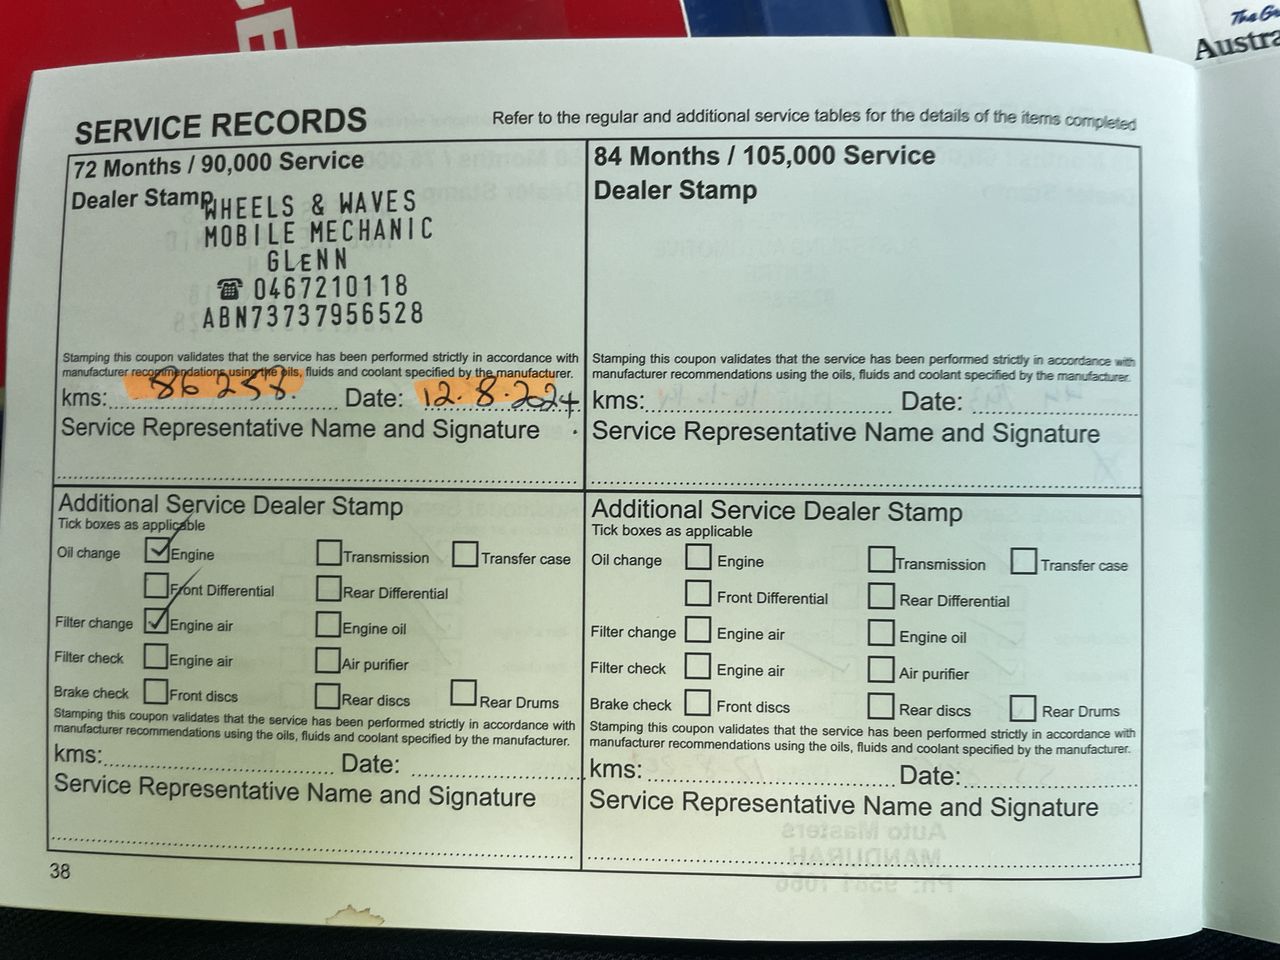 The G
Austra
SERVICE RECORDS
Refer to the regular and additional service tables for the details of the items completed
72 Months / 90,000 Service
Dealer Stamp
WHEELS & WAVES
MOBILE MECHANIC
GLENN
☎ 0467210118
ABN73737956528
Stamping this coupon validates that the service has been performed strictly in accordance with
manufacturer recommendations using the oils, fluids and coolant specified by the manufacturer.
kms: 86 258. Date: 12.8.2024
Service Representative Name and Signature
84 Months / 105,000 Service
Dealer Stamp
Stamping this coupon validates that the service has been performed strictly in accordance with
manufacturer recommendations using the oils, fluids and coolant specified by the manufacturer.
kms: Date:
Service Representative Name and Signature
Additional Service Dealer Stamp
Tick boxes as applicable
Oil change Engine Transmission Transfer case
Front Differential Rear Differential
Filter change Engine air Engine oil
Filter check Engine air Air purifier
Brake check Front discs Rear discs Rear Drums
Stamping this coupon validates that the service has been performed strictly in accordance with
manufacturer recommendations using the oils, fluids and coolant specified by the manufacturer.
kms: Date:
Service Representative Name and Signature
Additional Service Dealer Stamp
Tick boxes as applicable
Oil change Engine Transmission Transfer case
Front Differential Rear Differential
Filter change Engine air Engine oil
Filter check Engine air Air purifier
Brake check Front discs Rear discs Rear Drums
Stamping this coupon validates that the service has been performed strictly in accordance with
manufacturer recommendations using the oils, fluids and coolant specified by the manufacturer.
kms: Date:
Service Representative Name and Signature
38